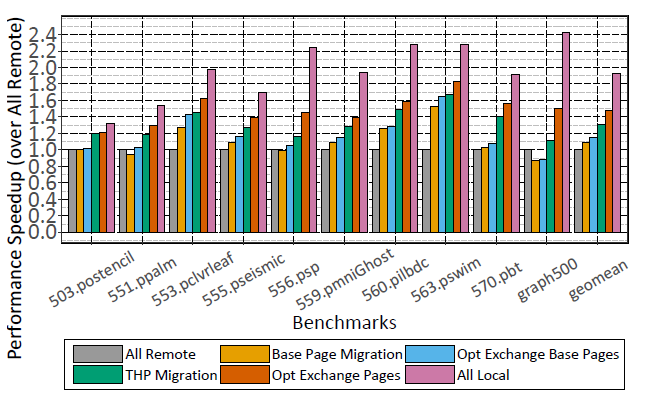 Performance Speedup (over All Remote)
2.4
2.2
2.0
1.8
1.6
1.4
1.2
1.0
0.8
0.6
0.4
0.2
0.0
503.postencil
551.ppalm
553.pclvrleaf
555.pseismic
556.psp
559.pmniGhost
560.pilbdc
563.pswim
570.pbt
graph500
geomean
Benchmarks
All Remote Base Page Migration Opt Exchange Base Pages
THP Migration Opt Exchange Pages All Local